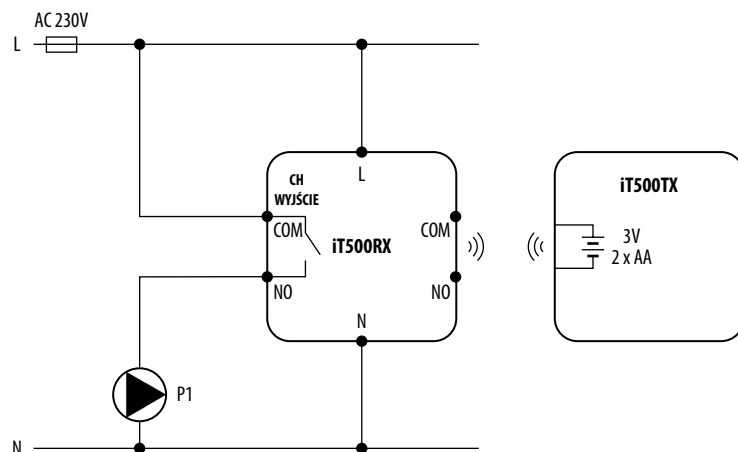 AC 230V
L
CH
WYJŚCIE
L
COM
iT500RX
COM
NO
NO
N
iT500TX
3V
2 x AA
P1
N